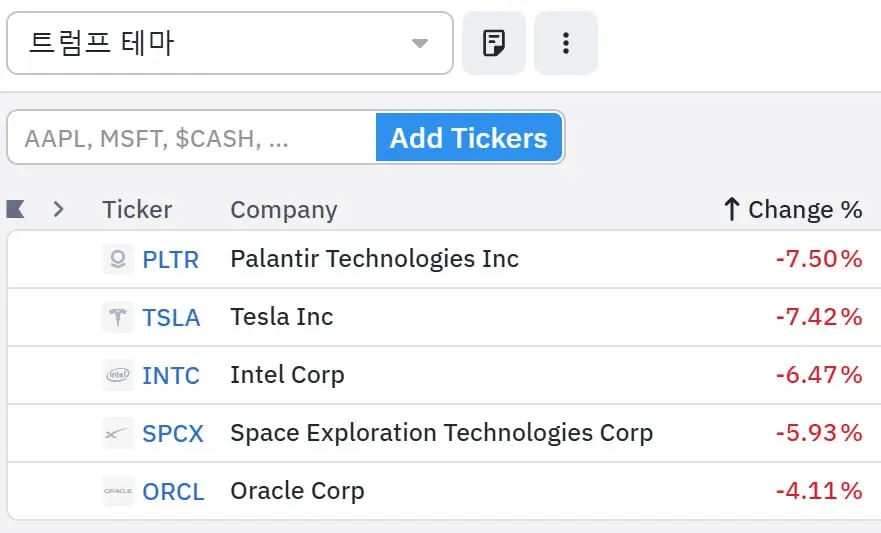 트럼프 테마
AAPL, MSFT, $CASH, ...
Add Tickers
Ticker Company ↑ Change %
PLTR Palantir Technologies Inc -7.50%
TSLA Tesla Inc -7.42%
intel INTC Intel Corp -6.47%
SPCX Space Exploration Technologies Corp -5.93%
ORACLE ORCL Oracle Corp -4.11%